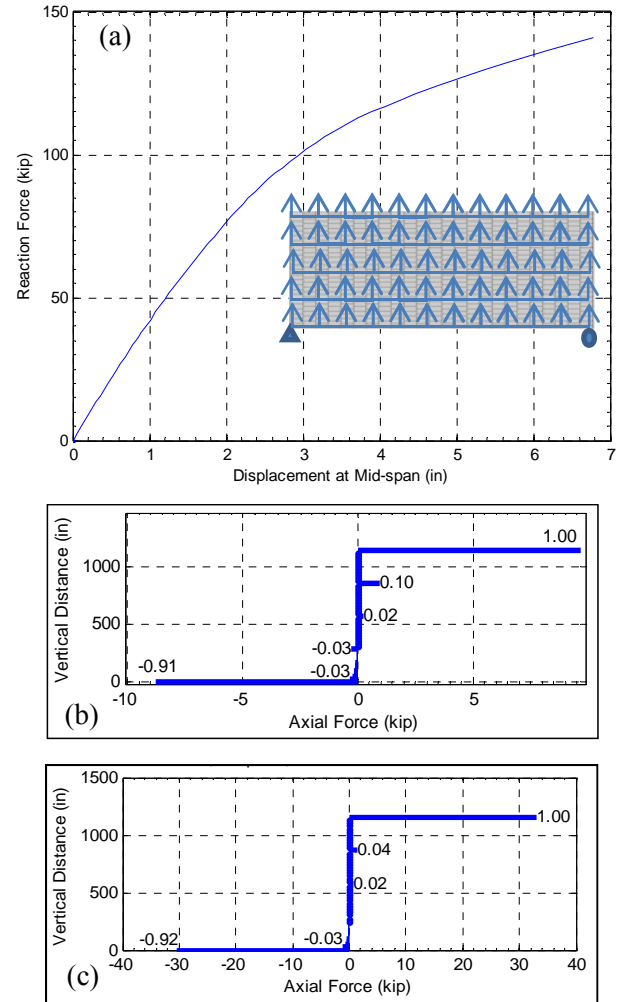 (a)
150
100
50
0
Reaction Force (kip)
0 1 2 3 4 5 6 7
Displacement at Mid-span (in)
1000
500
0
Vertical Distance (in)
1.00
0.10
0.02
-0.03
-0.03
-0.91
-10 -5 0 5
Axial Force (kip)
(b)
1500
1000
500
0
Vertical Distance (in)
1.00
0.04
0.02
-0.03
-0.92
-40 -30 -20 -10 0 10 20 30 40
Axial Force (kip)
(c)